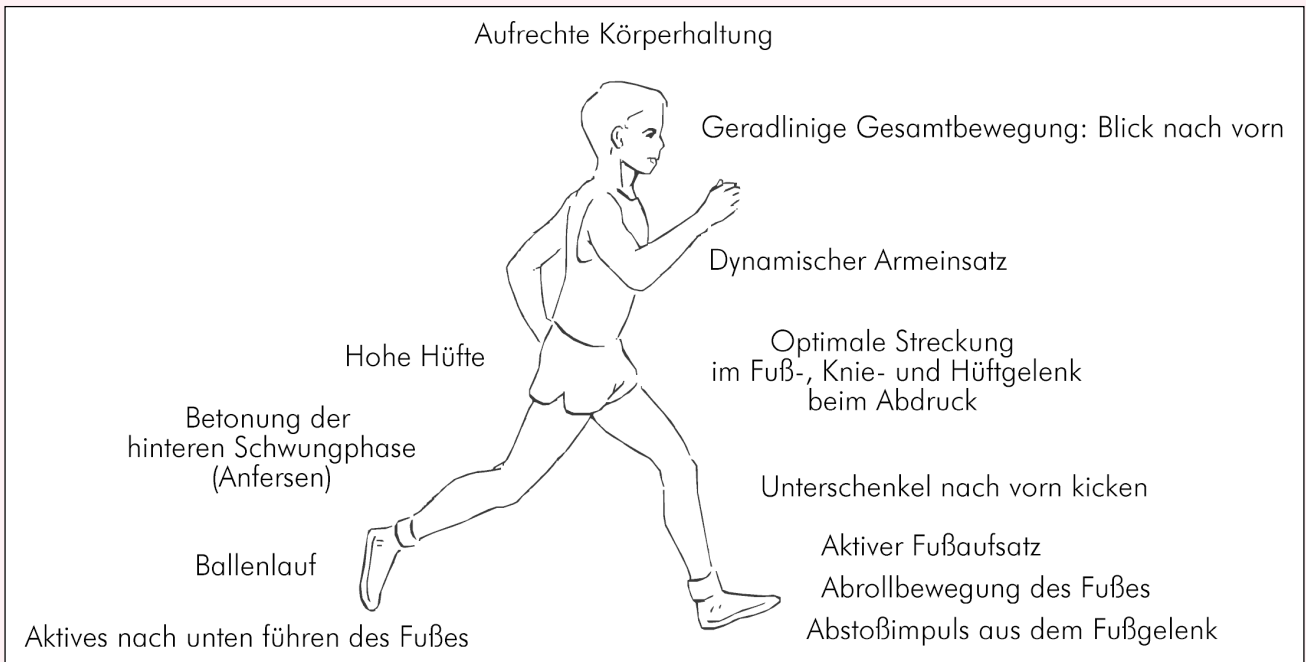 Aufrechte Körperhaltung
Geradlinige Gesamtbewegung: Blick nach vorn
Dynamischer Armeinsatz
Hohe Hüfte
Optimale Streckung
im Fuß-, Knie- und Hüftgelenk
beim Abdruck
Betonung der
hinteren Schwungphase
(Anfersen)
Unterschenkel nach vorn kicken
Ballenlauf
Aktiver Fußaufsatz
Abrollbewegung des Fußes
Abstoßimpuls aus dem Fußgelenk
Aktives nach unten führen des Fußes